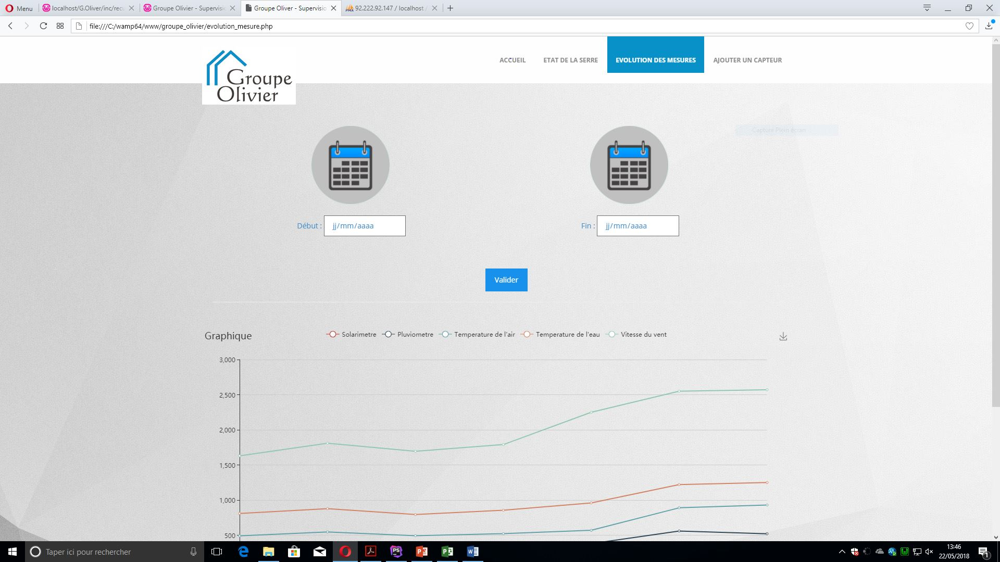 Menu
localhost/G.Oliver/inc/recu
Groupe Olivier - Supervisio
Groupe Oliver - Supervisio
92.222.92.147 / localhost /
file:///C:/wamp64/www/groupe_olivier/evolution_mesure.php
Groupe
Olivier
ACCUEIL
ETAT DE LA SERRE
EVOLUTION DES MESURES
AJOUTER UN CAPTEUR
Capture Plein écran
Début : jj/mm/aaaa
Fin : jj/mm/aaaa
Valider
Graphique
Solarimetre
Pluviometre
Temperature de l'air
Temperature de l'eau
Vitesse du vent
3,000
2,500
2,000
1,500
1,000
500
Taper ici pour rechercher
13:46
22/05/2018
1